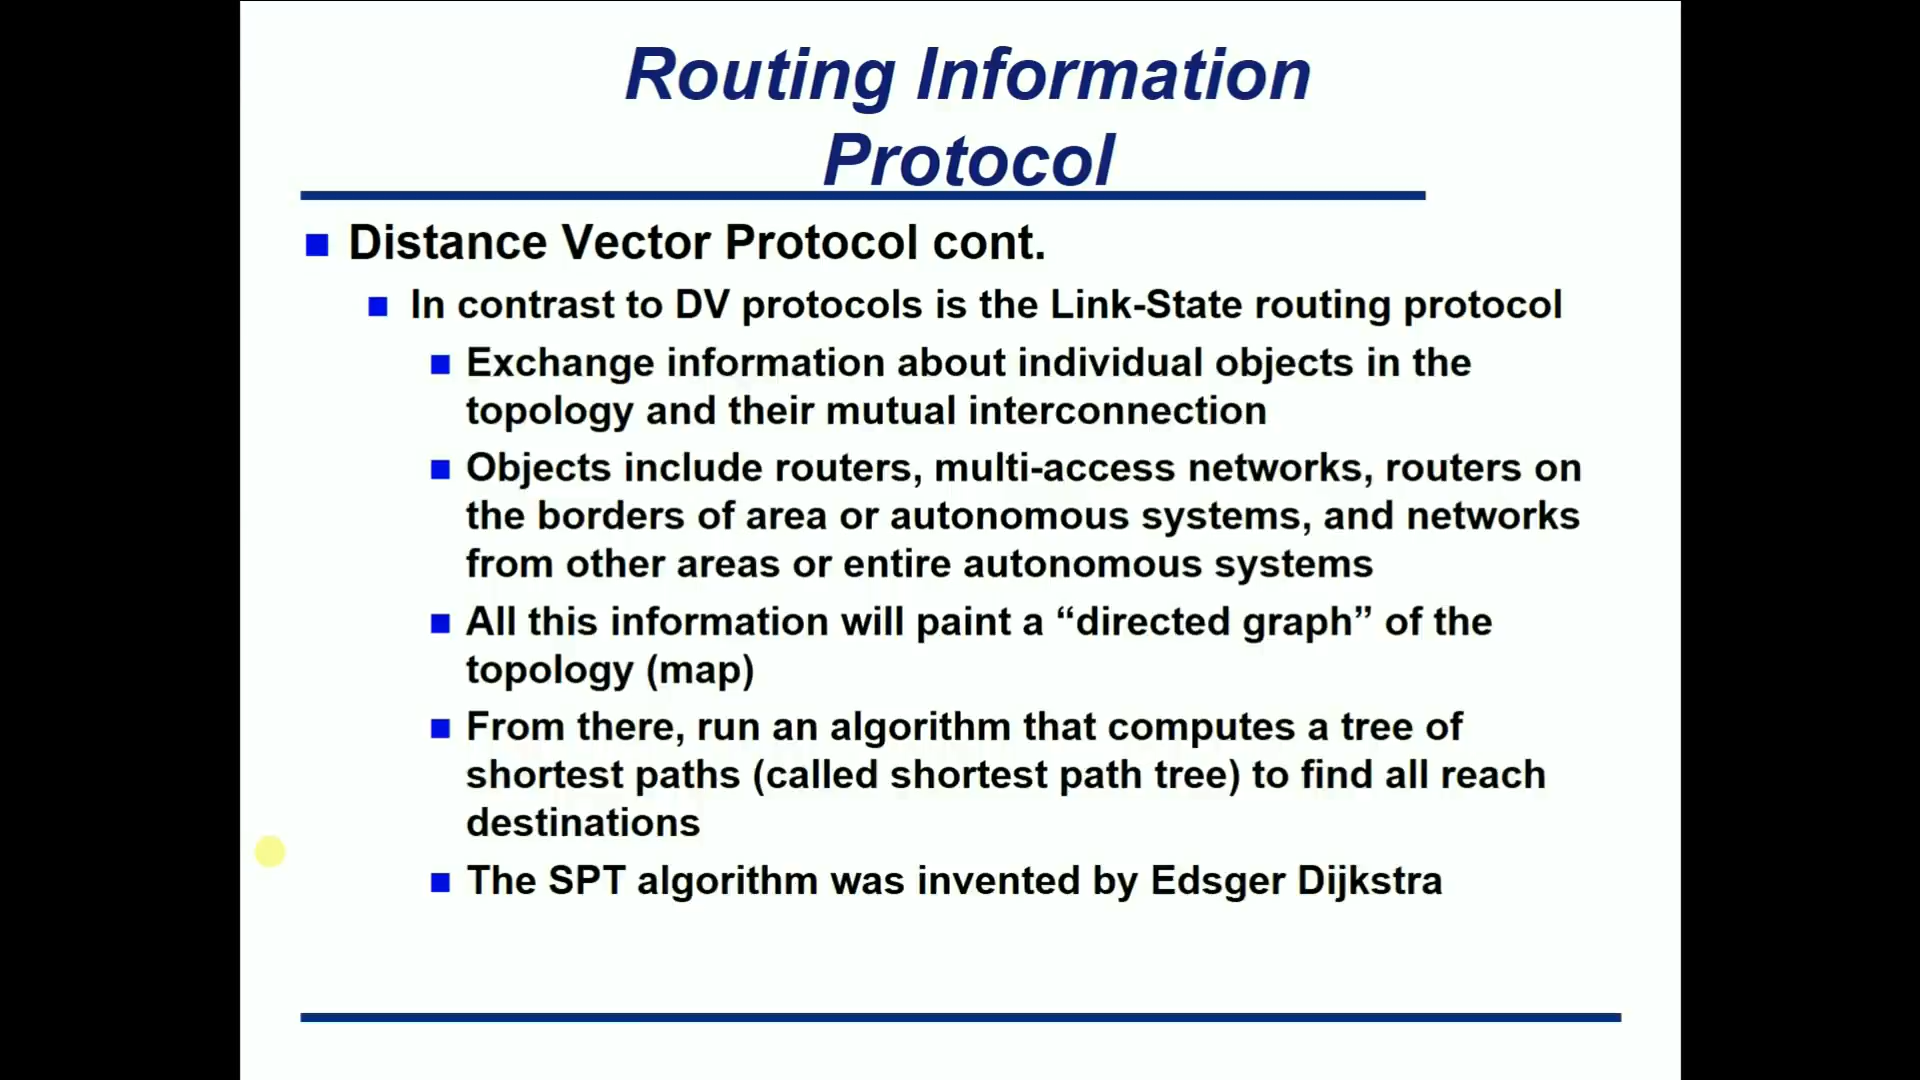 Routing Information
Protocol
Distance Vector Protocol cont.
In contrast to DV protocols is the Link-State routing protocol
Exchange information about individual objects in the
topology and their mutual interconnection
Objects include routers, multi-access networks, routers on
the borders of area or autonomous systems, and networks
from other areas or entire autonomous systems
All this information will paint a “directed graph” of the
topology (map)
From there, run an algorithm that computes a tree of
shortest paths (called shortest path tree) to find all reach
destinations
The SPT algorithm was invented by Edsger Dijkstra